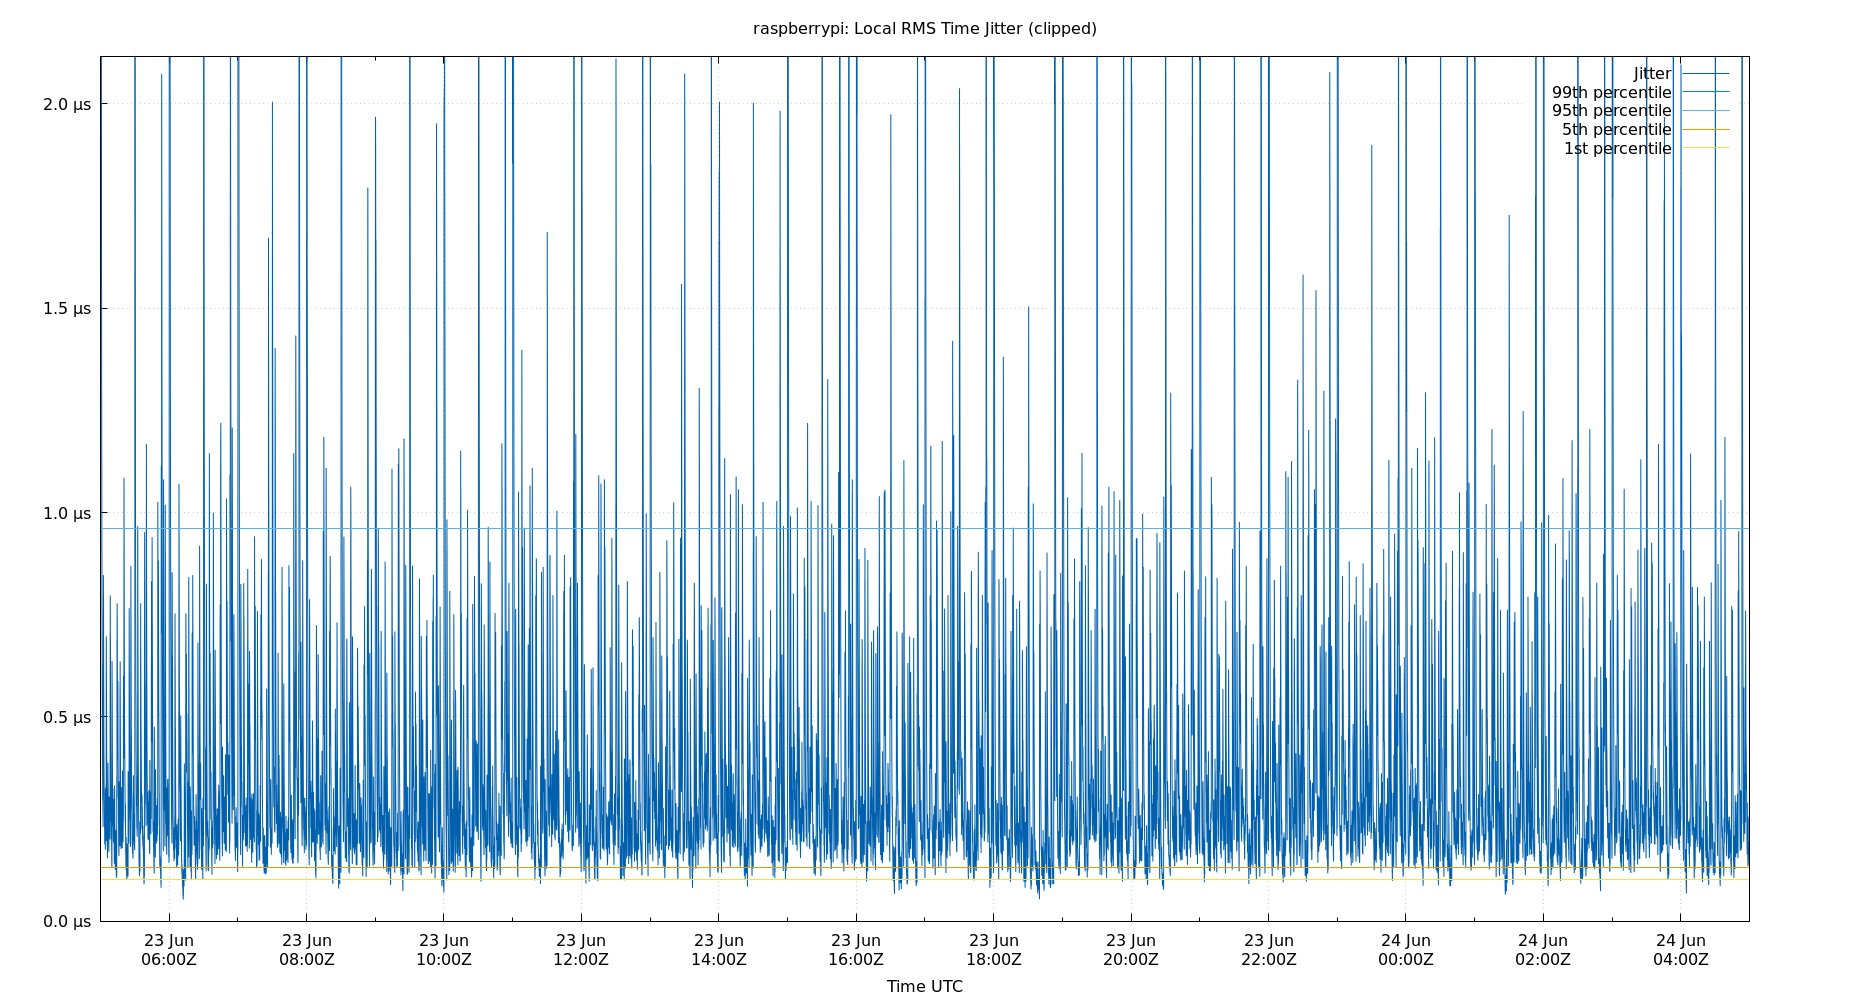 raspberrypi: Local RMS Time Jitter (clipped)
Jitter
99th percentile
95th percentile
5th percentile
1st percentile
2.0 µs
1.5 µs
1.0 µs
0.5 µs
0.0 µs
23 Jun 23 Jun 23 Jun 23 Jun 23 Jun 23 Jun 23 Jun 23 Jun 23 Jun 24 Jun 24 Jun 24 Jun
06:00Z 08:00Z 10:00Z 12:00Z 14:00Z 16:00Z 18:00Z 20:00Z 22:00Z 00:00Z 02:00Z 04:00Z
Time UTC